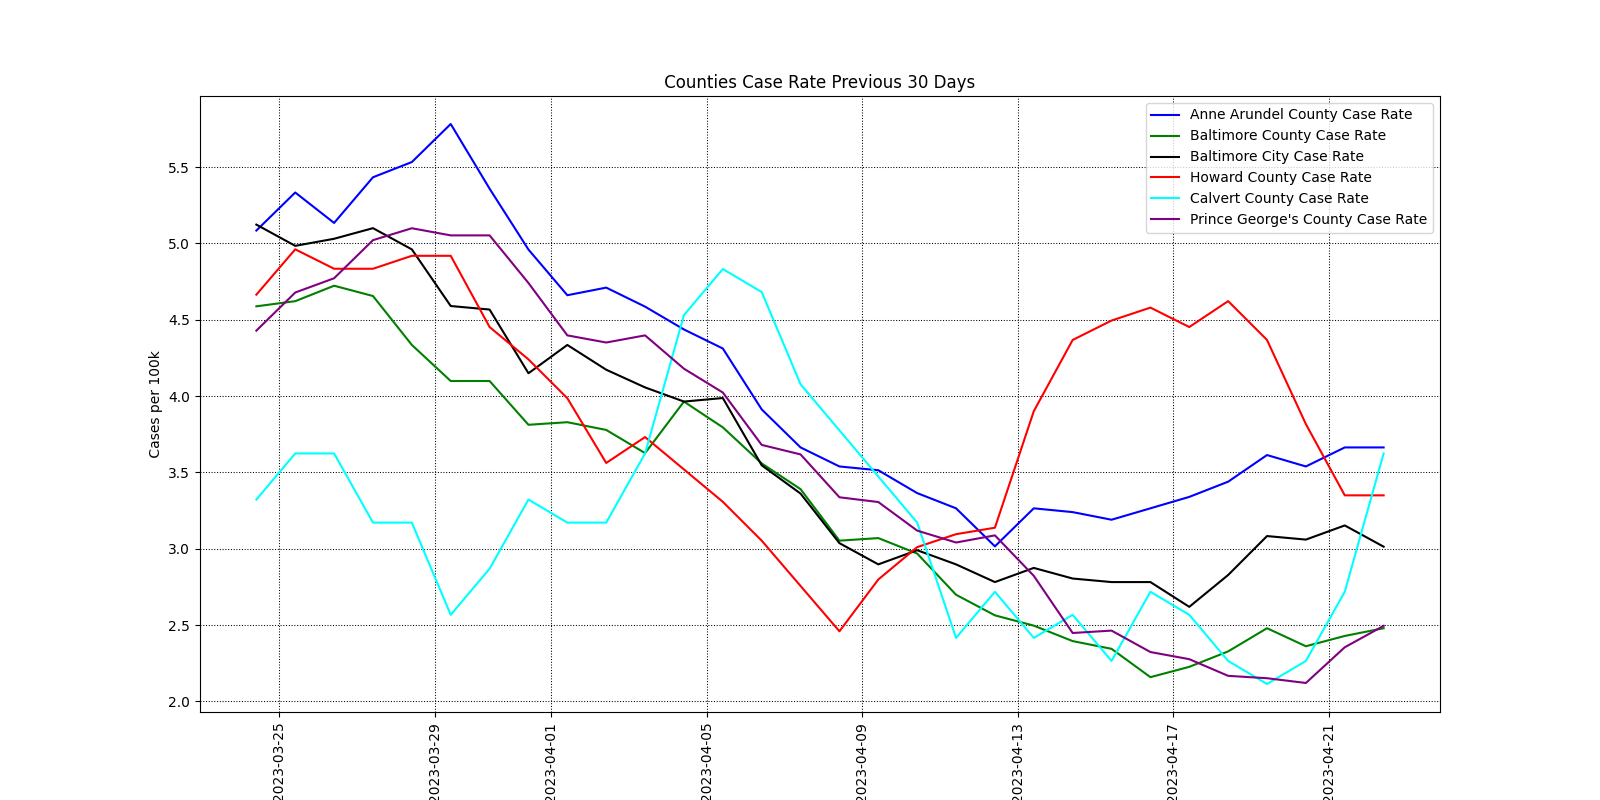 Counties Case Rate Previous 30 Days
Anne Arundel County Case Rate
Baltimore County Case Rate
Baltimore City Case Rate
Howard County Case Rate
Calvert County Case Rate
Prince George's County Case Rate
Cases per 100k
5.5
5.0
4.5
4.0
3.5
3.0
2.5
2.0
2023-03-25
2023-03-29
2023-04-01
2023-04-05
2023-04-09
2023-04-13
2023-04-17
2023-04-21